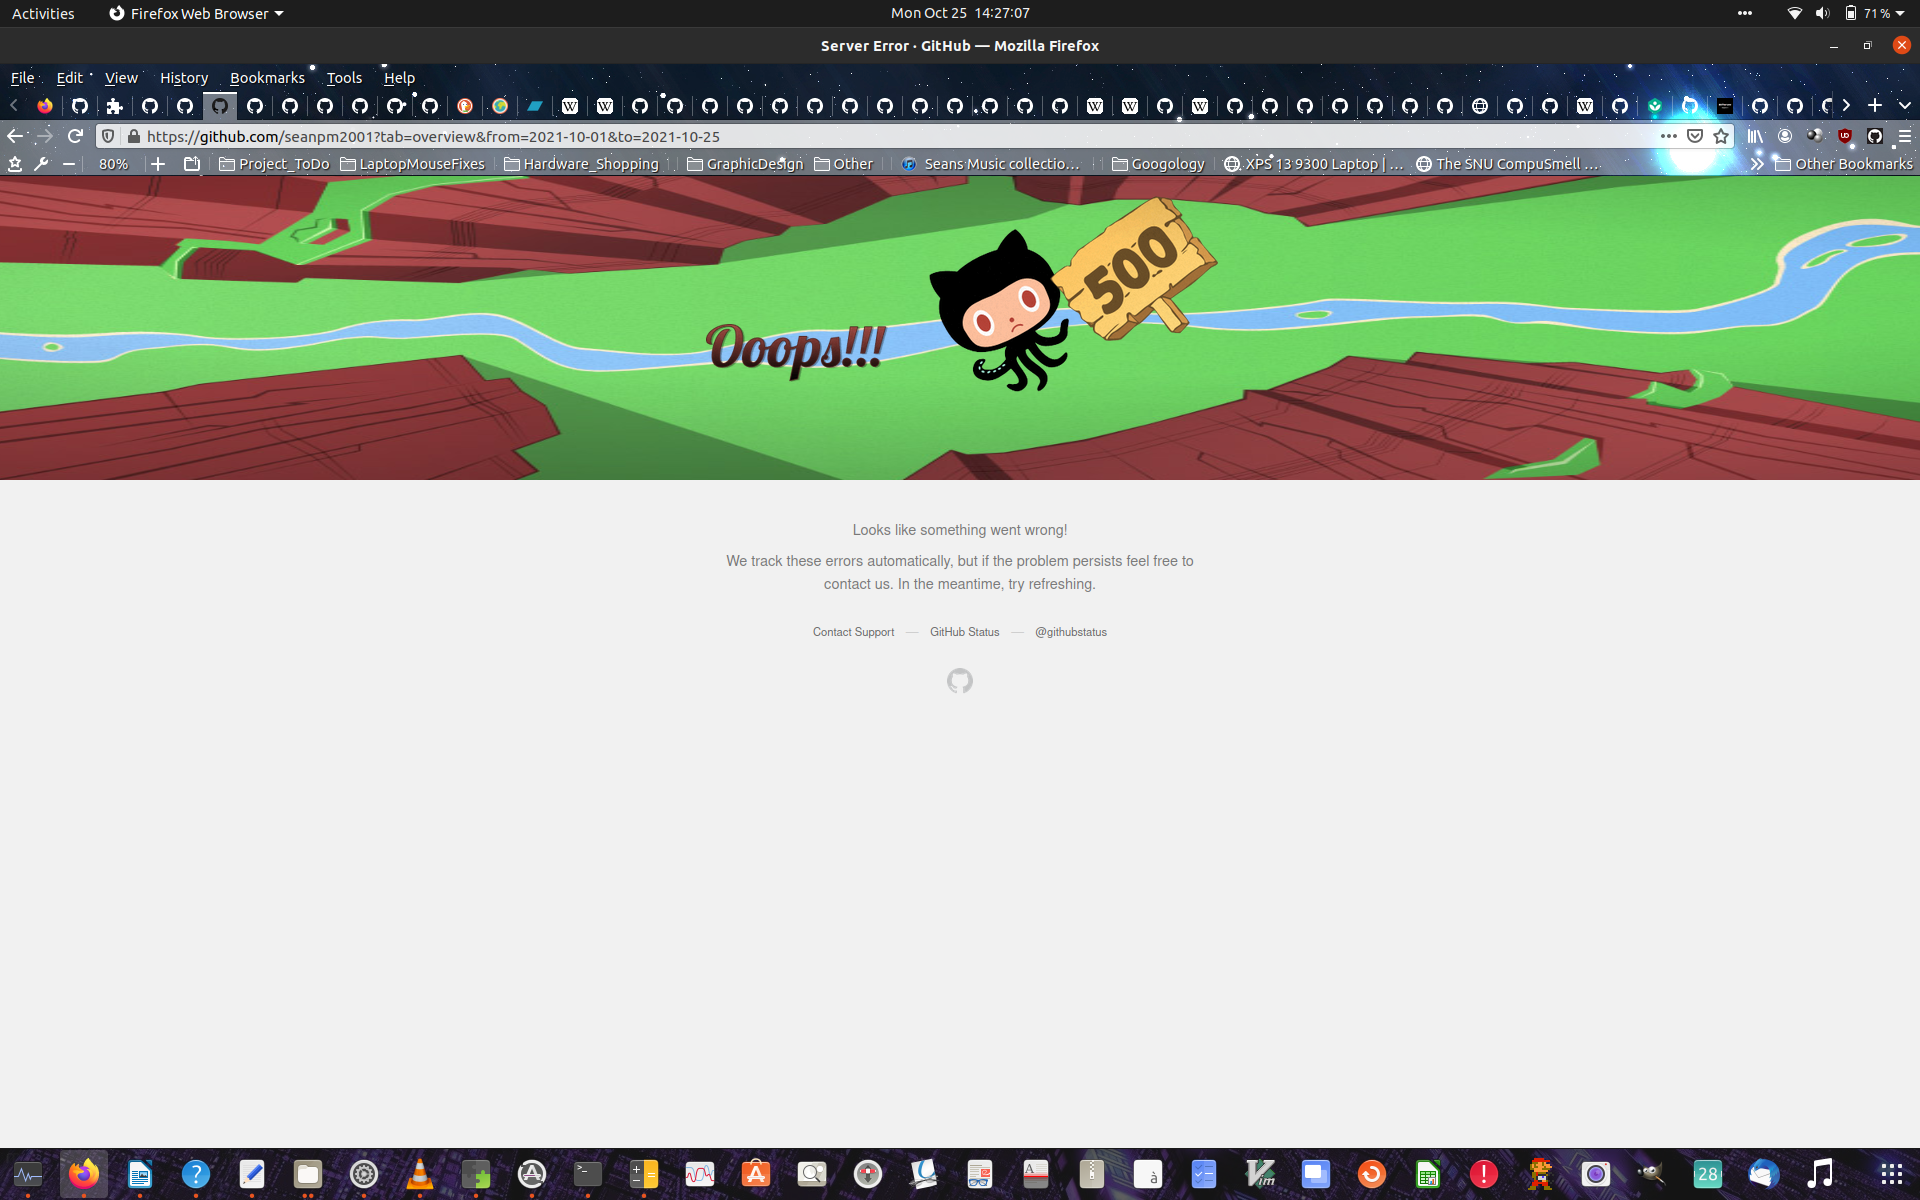 Activities
Firefox Web Browser
Mon Oct 25 14:27:07
71 %
Server Error · GitHub — Mozilla Firefox
File Edit View History Bookmarks Tools Help
https://github.com/seanpm2001?tab=overview&from=2021-10-01&to=2021-10-25
80%
Project_ToDo
LaptopMouseFixes
Hardware_Shopping
GraphicDesign
Other
Seans Music collectio…
Googology
XPS 13 9300 Laptop | …
The SNU CompuSmell …
Other Bookmarks
500
Ooops!!!
Looks like something went wrong!
We track these errors automatically, but if the problem persists feel free to
contact us. In the meantime, try refreshing.
Contact Support — GitHub Status — @githubstatus
28